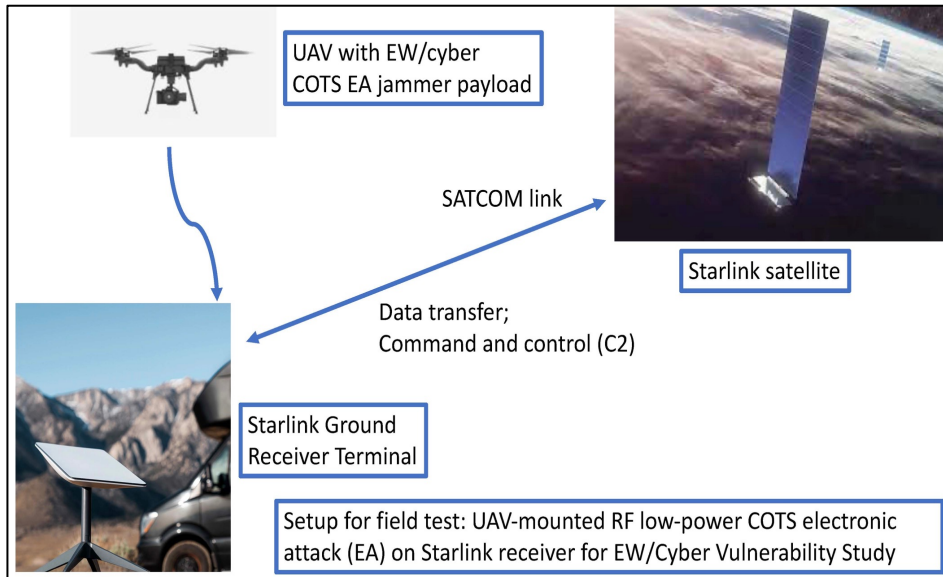 UAV with EW/cyber
COTS EA jammer payload
SATCOM link
Starlink satellite
Data transfer;
Command and control (C2)
Starlink Ground
Receiver Terminal
Setup for field test: UAV-mounted RF low-power COTS electronic
attack (EA) on Starlink receiver for EW/Cyber Vulnerability Study